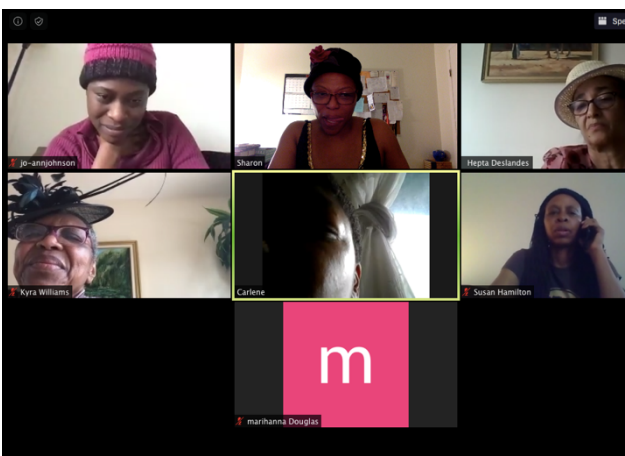 Spe
jo-annjohnson
Sharon
Hepta Deslandes
Kyra Williams
Carlene
Susan Hamilton
m
marihanna Douglas